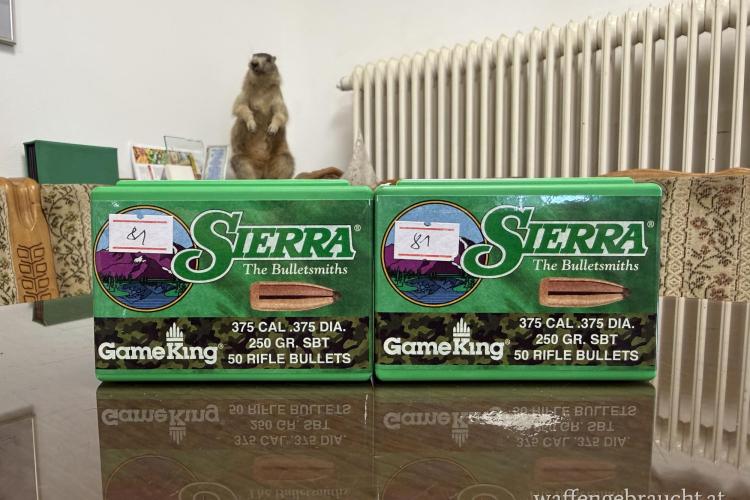 81
SIERRA®
The Bulletsmiths
GAMEKING®
375 CAL .375 DIA.
250 GR. SBT
50 RIFLE BULLETS
81
SIERRA®
The Bulletsmiths
GAMEKING®
375 CAL .375 DIA.
250 GR. SBT
50 RIFLE BULLETS
waffengebraucht.at